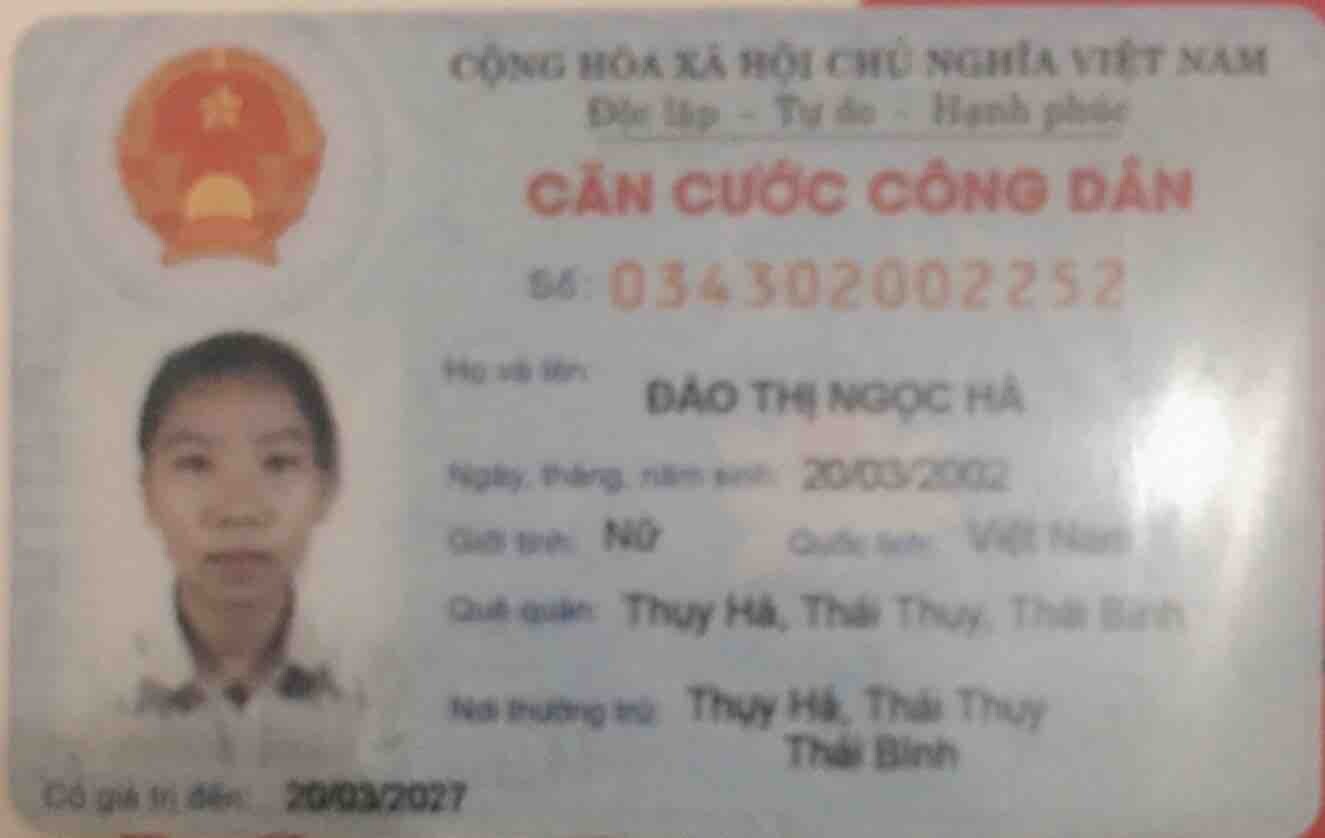 CỘNG HÒA XÃ HỘI CHỦ NGHĨA VIỆT NAM
Độc lập - Tự do - Hạnh phúc
CĂN CƯỚC CÔNG DÂN
Số: 034302002252
Họ và tên:
ĐÀO THỊ NGỌC HÀ
Ngày, tháng, năm sinh: 20/03/2002
Giới tính: Nữ Quốc tịch: Việt Nam
Quê quán: Thụy Hà, Thái Thụy, Thái Bình
Nơi thường trú: Thụy Hà, Thái Thụy
Thái Bình
Có giá trị đến: 20/03/2027